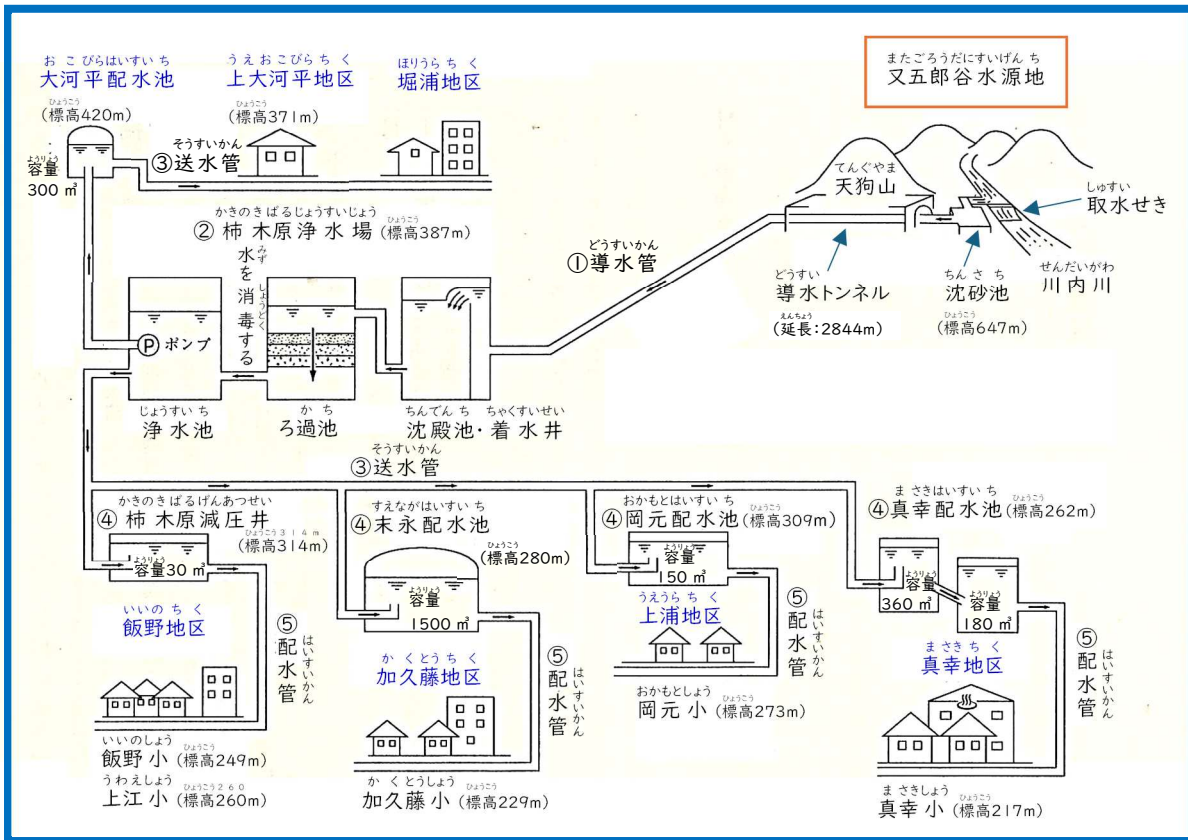 おこびらはいすいち
大河平配水池
ひょうこう
(標高420m)
ようりょう
容量
300 ㎥
うえおこびらちく
上大河平地区
ひょうこう
(標高371m)
ほりうらちく
堀浦地区
そうすいかん
③送水管
またごろうだにすいげんち
又五郎谷水源地
てんぐやま
天狗山
しゅすい
取水せき
せんだいがわ
川内川
ちんさち
沈砂池
ひょうこう
(標高647m)
どうすい
導水トンネル
えんちょう
(延長:2844m)
どうすいかん
①導水管
かきのきばるじょうすいじょう ひょうこう
② 柿木原浄水場 (標高387m)
みず しょうどく
水を消毒する
Ⓟ ポンプ
じょうすいち
浄水池
かち
ろ過池
ちんでんち ちゃくすいせい
沈殿池・着水井
そうすいかん
③送水管
かきのきばるげんあつせい
④ 柿木原減圧井
ひょうこう314m
(標高314m)
ようりょう
容量30 ㎥
いいのちく
飯野地区
はいすいかん
⑤配水管
いいのしょう ひょうこう
飯野小 (標高249m)
うわえしょう ひょうこう260
上江小 (標高260m)
すえながはいすいち
④末永配水池
ひょうこう
(標高280m)
ようりょう
容量
1500 ㎥
かくとうちく
加久藤地区
はいすいかん
⑤配水管
かくとうしょう ひょうこう
加久藤小 (標高229m)
おかもとはいすいち ひょうこう
④岡元配水池 (標高309m)
ようりょう
容量
150 ㎥
うえうらちく
上浦地区
はいすいかん
⑤配水管
おかもとしょう ひょうこう
岡元小 (標高273m)
まさきはいすいち ひょうこう
④真幸配水池 (標高262m)
ようりょう
容量
360 ㎥
ようりょう
容量
180 ㎥
まさきちく
真幸地区
はいすいかん
⑤配水管
まさきしょう ひょうこう
真幸小 (標高217m)